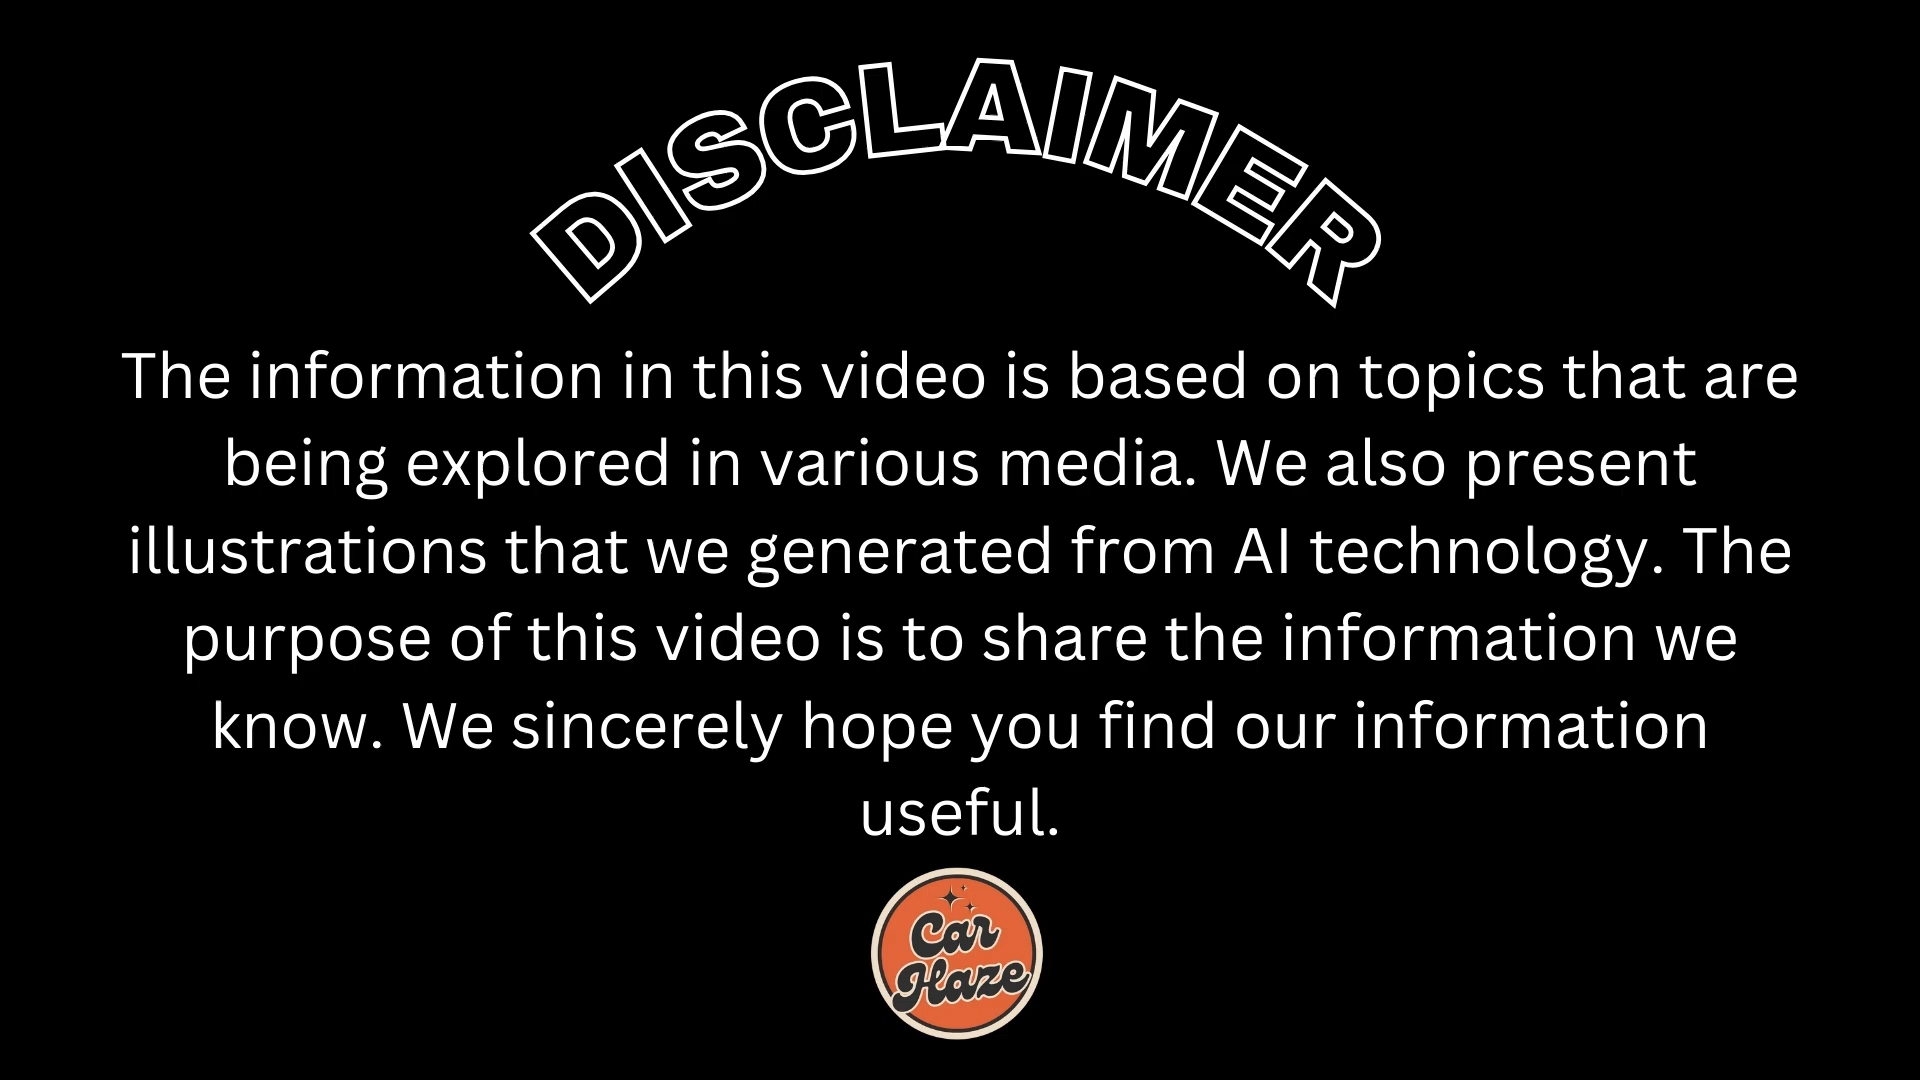 DISCLAIMER
The information in this video is based on topics that are
being explored in various media. We also present
illustrations that we generated from AI technology. The
purpose of this video is to share the information we
know. We sincerely hope you find our information
useful.
Car
Haze